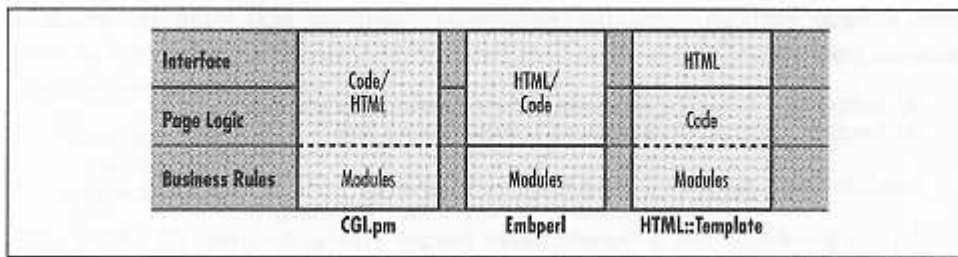 Interface
Code/
HTML
HTML/
Code
HTML
Page Logic
Code
Business Rules
Modules
Modules
Modules
CGI.pm
Embperl
HTML::Template